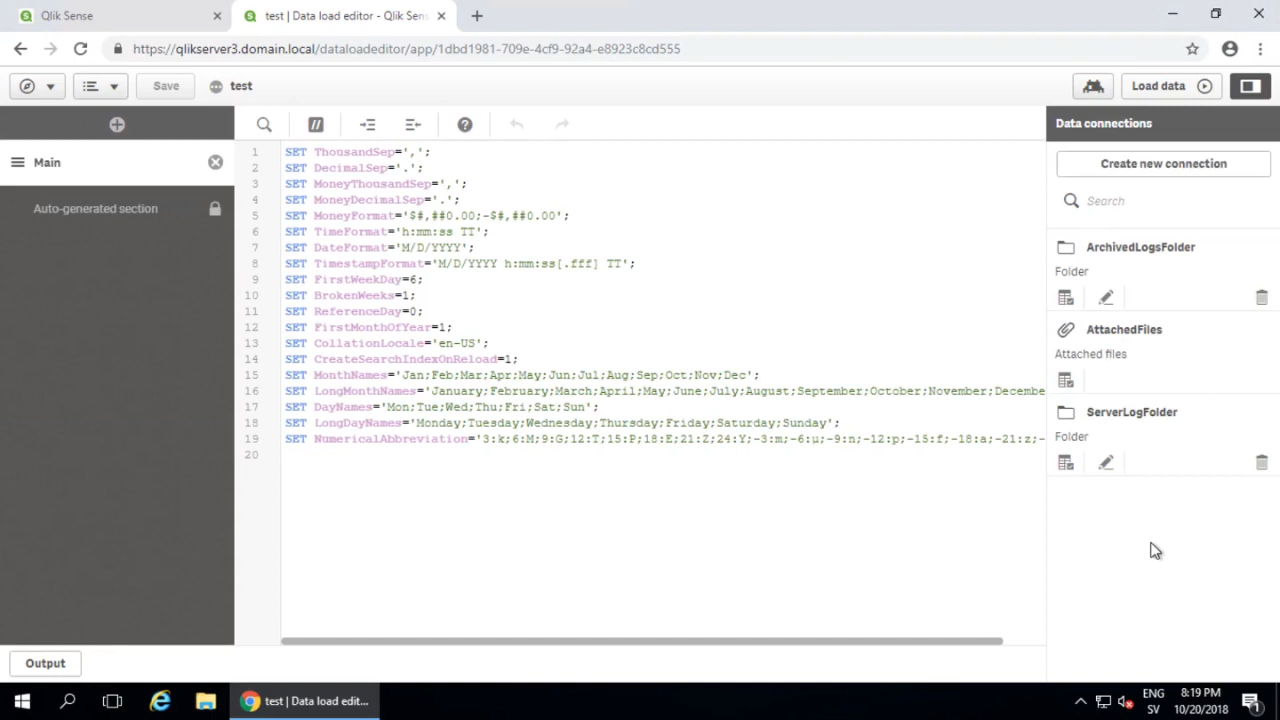 Qlik Sense
test | Data load editor - Qlik Sens
https://qlikserver3.domain.local/dataloadeditor/app/1dbd1981-709e-4cf9-92a4-e8923c8cd555
Save
test
Load data
Main
Auto-generated section
1 SET ThousandSep=',';
2 SET DecimalSep='.';
3 SET MoneyThousandSep=',';
4 SET MoneyDecimalSep='.';
5 SET MoneyFormat='$#,##0.00;-$#,##0.00';
6 SET TimeFormat='h:mm:ss TT';
7 SET DateFormat='M/D/YYYY';
8 SET TimestampFormat='M/D/YYYY h:mm:ss[.fff] TT';
9 SET FirstWeekDay=6;
10 SET BrokenWeeks=1;
11 SET ReferenceDay=0;
12 SET FirstMonthOfYear=1;
13 SET CollationLocale='en-US';
14 SET CreateSearchIndexOnReload=1;
15 SET MonthNames='Jan;Feb;Mar;Apr;May;Jun;Jul;Aug;Sep;Oct;Nov;Dec';
16 SET LongMonthNames='January;February;March;April;May;June;July;August;September;October;November;Decembe
17 SET DayNames='Mon;Tue;Wed;Thu;Fri;Sat;Sun';
18 SET LongDayNames='Monday;Tuesday;Wednesday;Thursday;Friday;Saturday;Sunday';
19 SET NumericalAbbreviation='3:k;6:M;9:G;12:T;15:P;18:E;21:Z;24:Y;-3:m;-6:μ;-9:n;-12:p;-15:f;-18:a;-21:z;-
20
Data connections
Create new connection
Search
ArchivedLogsFolder
Folder
AttachedFiles
Attached files
ServerLogFolder
Folder
Output
test | Data load edit...
ENG
SV
8:19 PM
10/20/2018
1